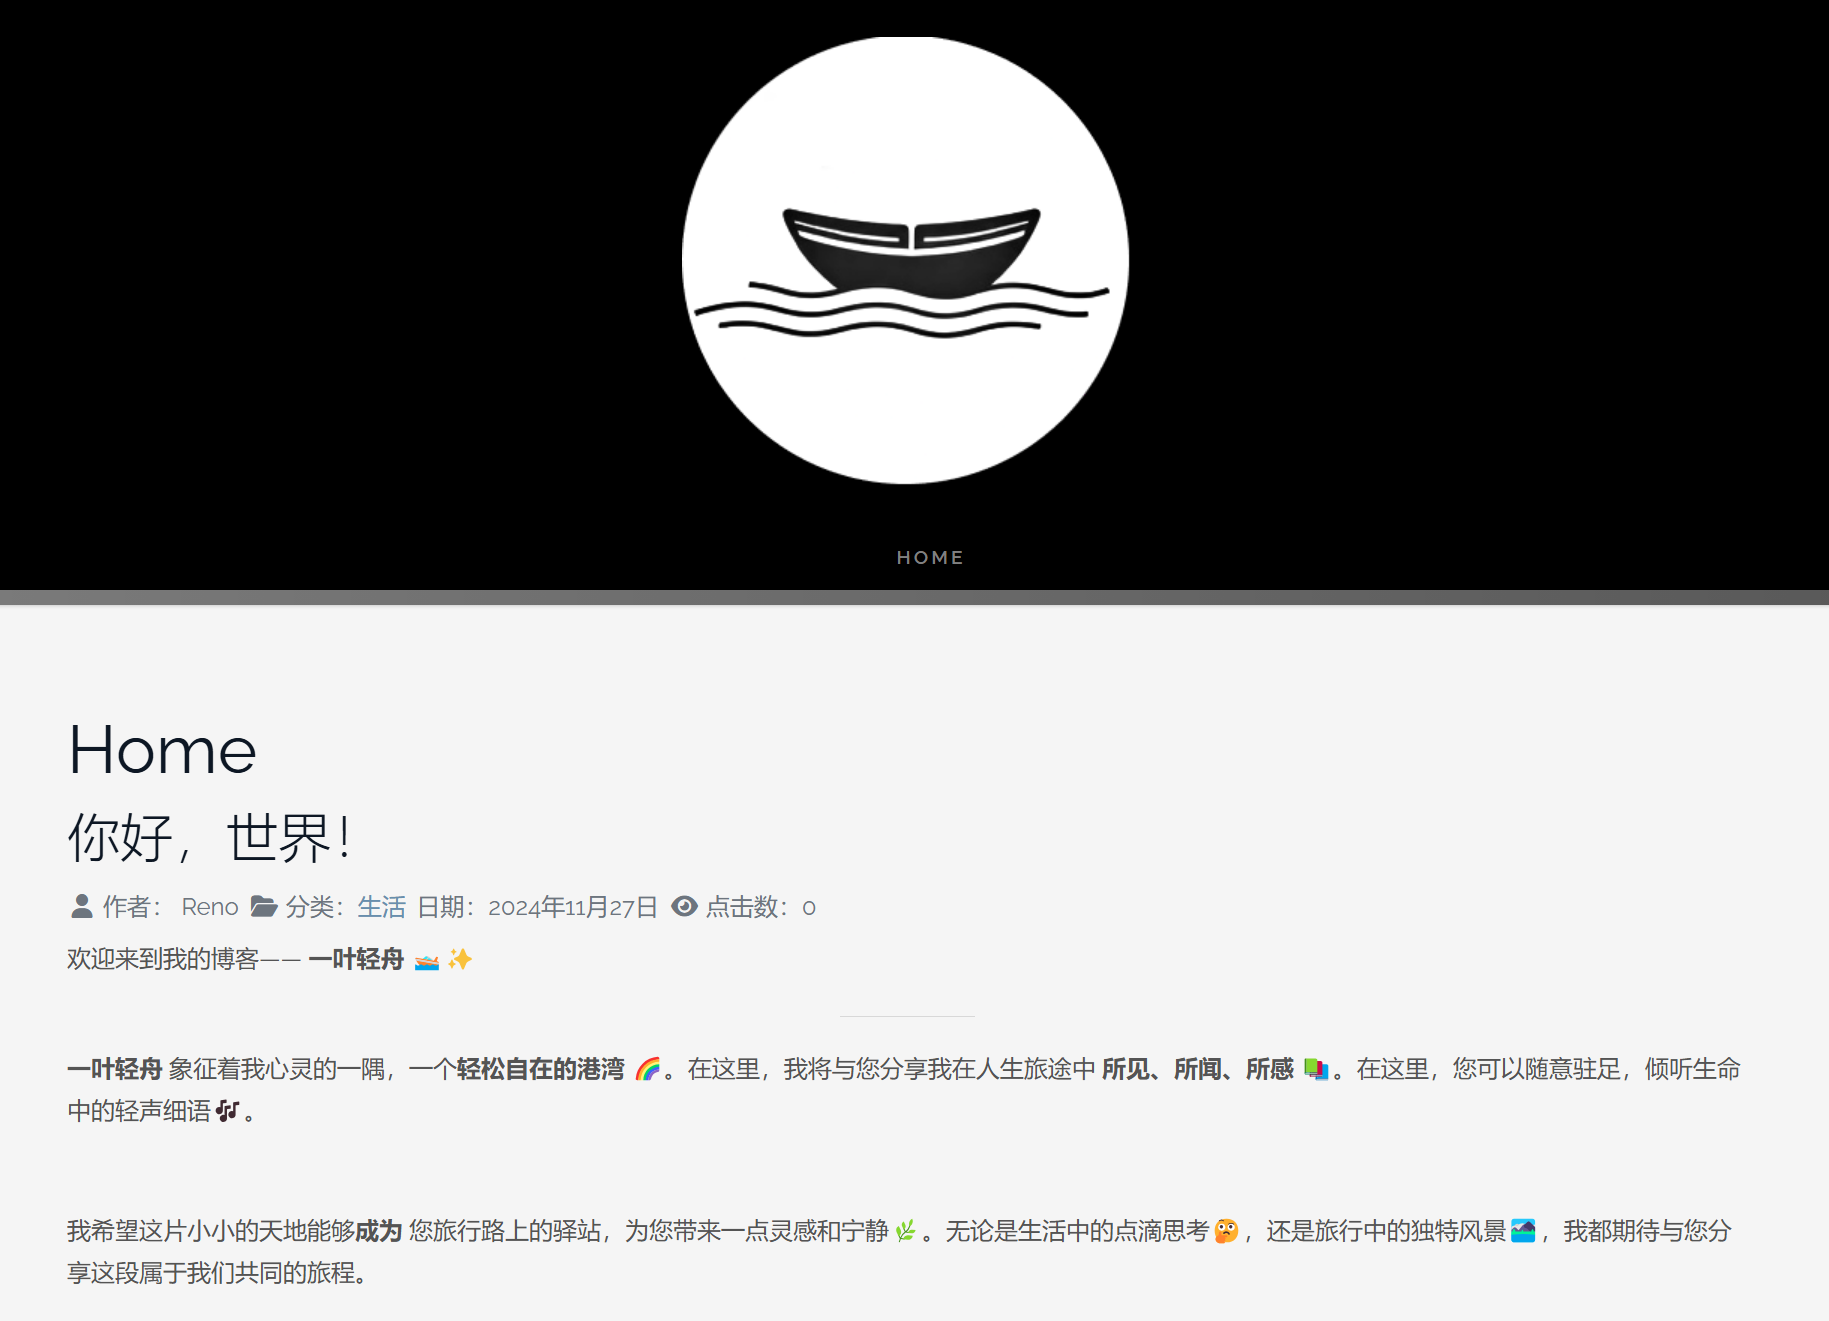 HOME
Home
你好，世界！
作者： Reno 分类：生活 日期：2024年11月27日 点击数：0
欢迎来到我的博客—— 一叶轻舟 🚤 ✨
一叶轻舟 象征着我心灵的一隅，一个轻松自在的港湾 🌈。在这里，我将与您分享我在人生旅途中 所见、所闻、所感 📚。在这里，您可以随意驻足，倾听生命
中的轻声细语🎶。
我希望这片小小的天地能够成为 您旅行路上的驿站，为您带来一点灵感和宁静🌿。无论是生活中的点滴思考🤔，还是旅行中的独特风景🏞️，我都期待与您分
享这段属于我们共同的旅程。